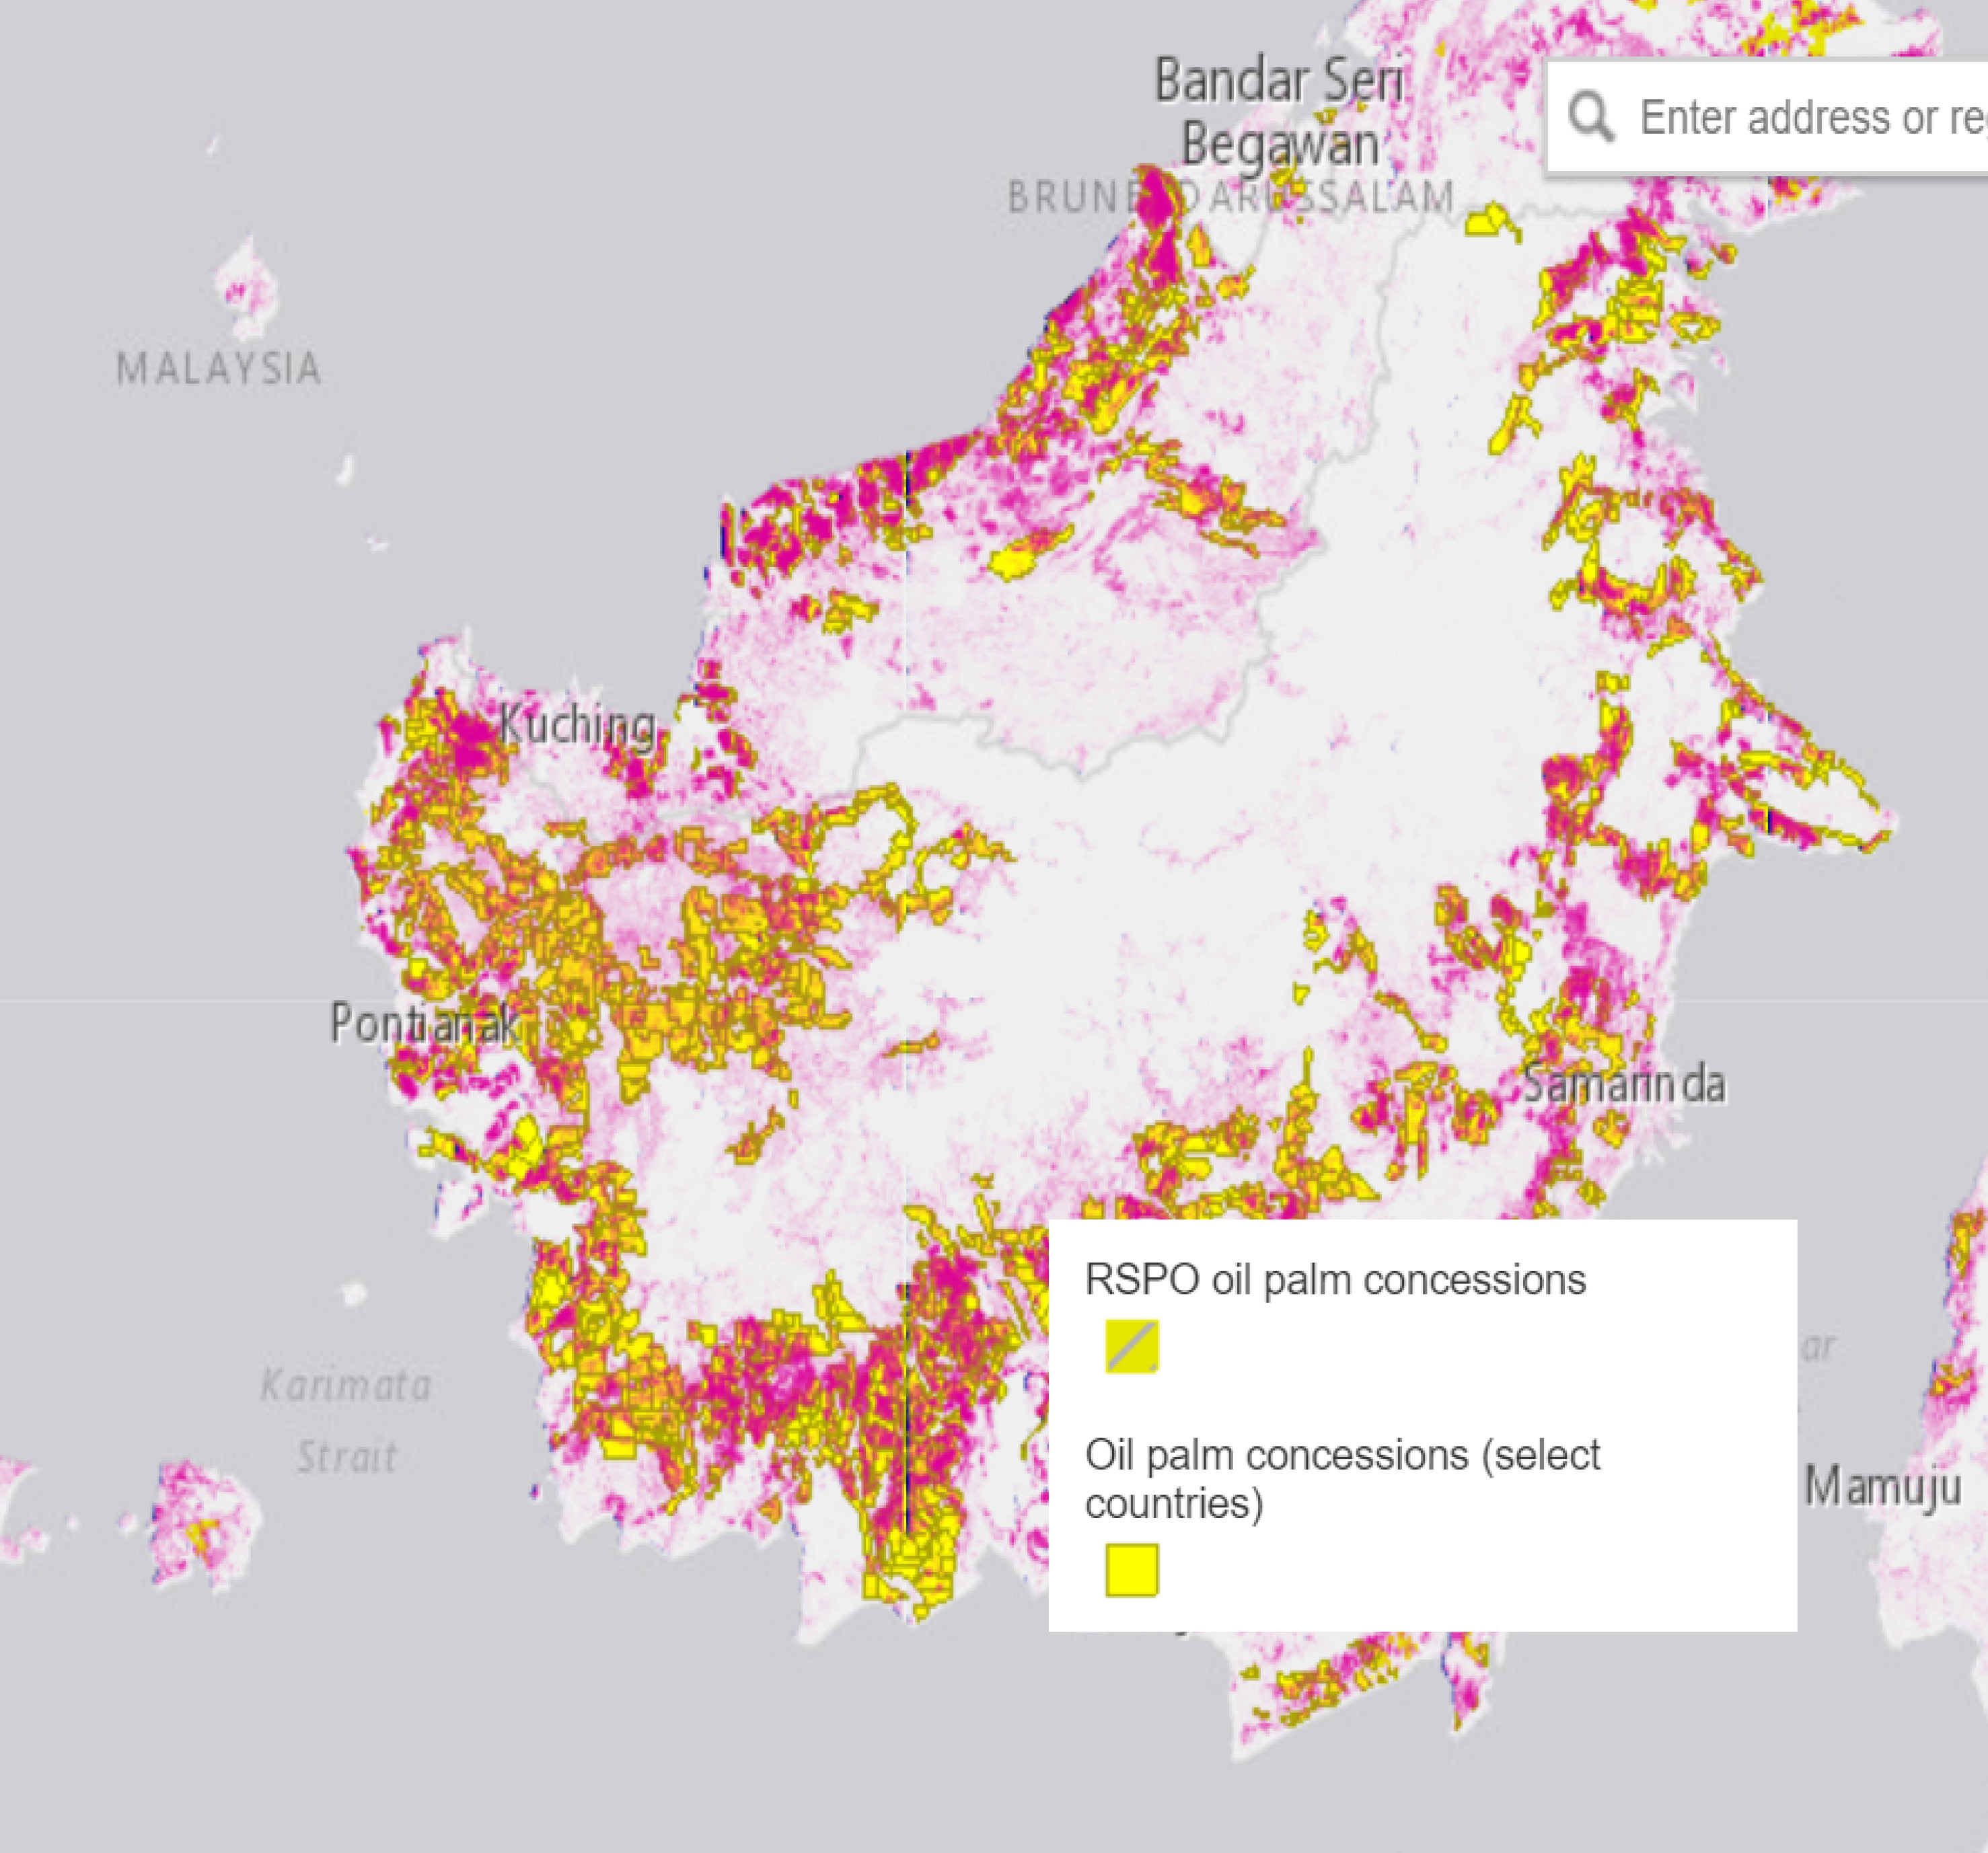 Bandar Seri
Begawan
BRUNEI DARUSSALAM
Enter address or re
MALAYSIA
Kuching
Pontianak
Samarinda
RSPO oil palm concessions
Oil palm concessions (select
countries)
Karimata
Strait
ar
Mamuju